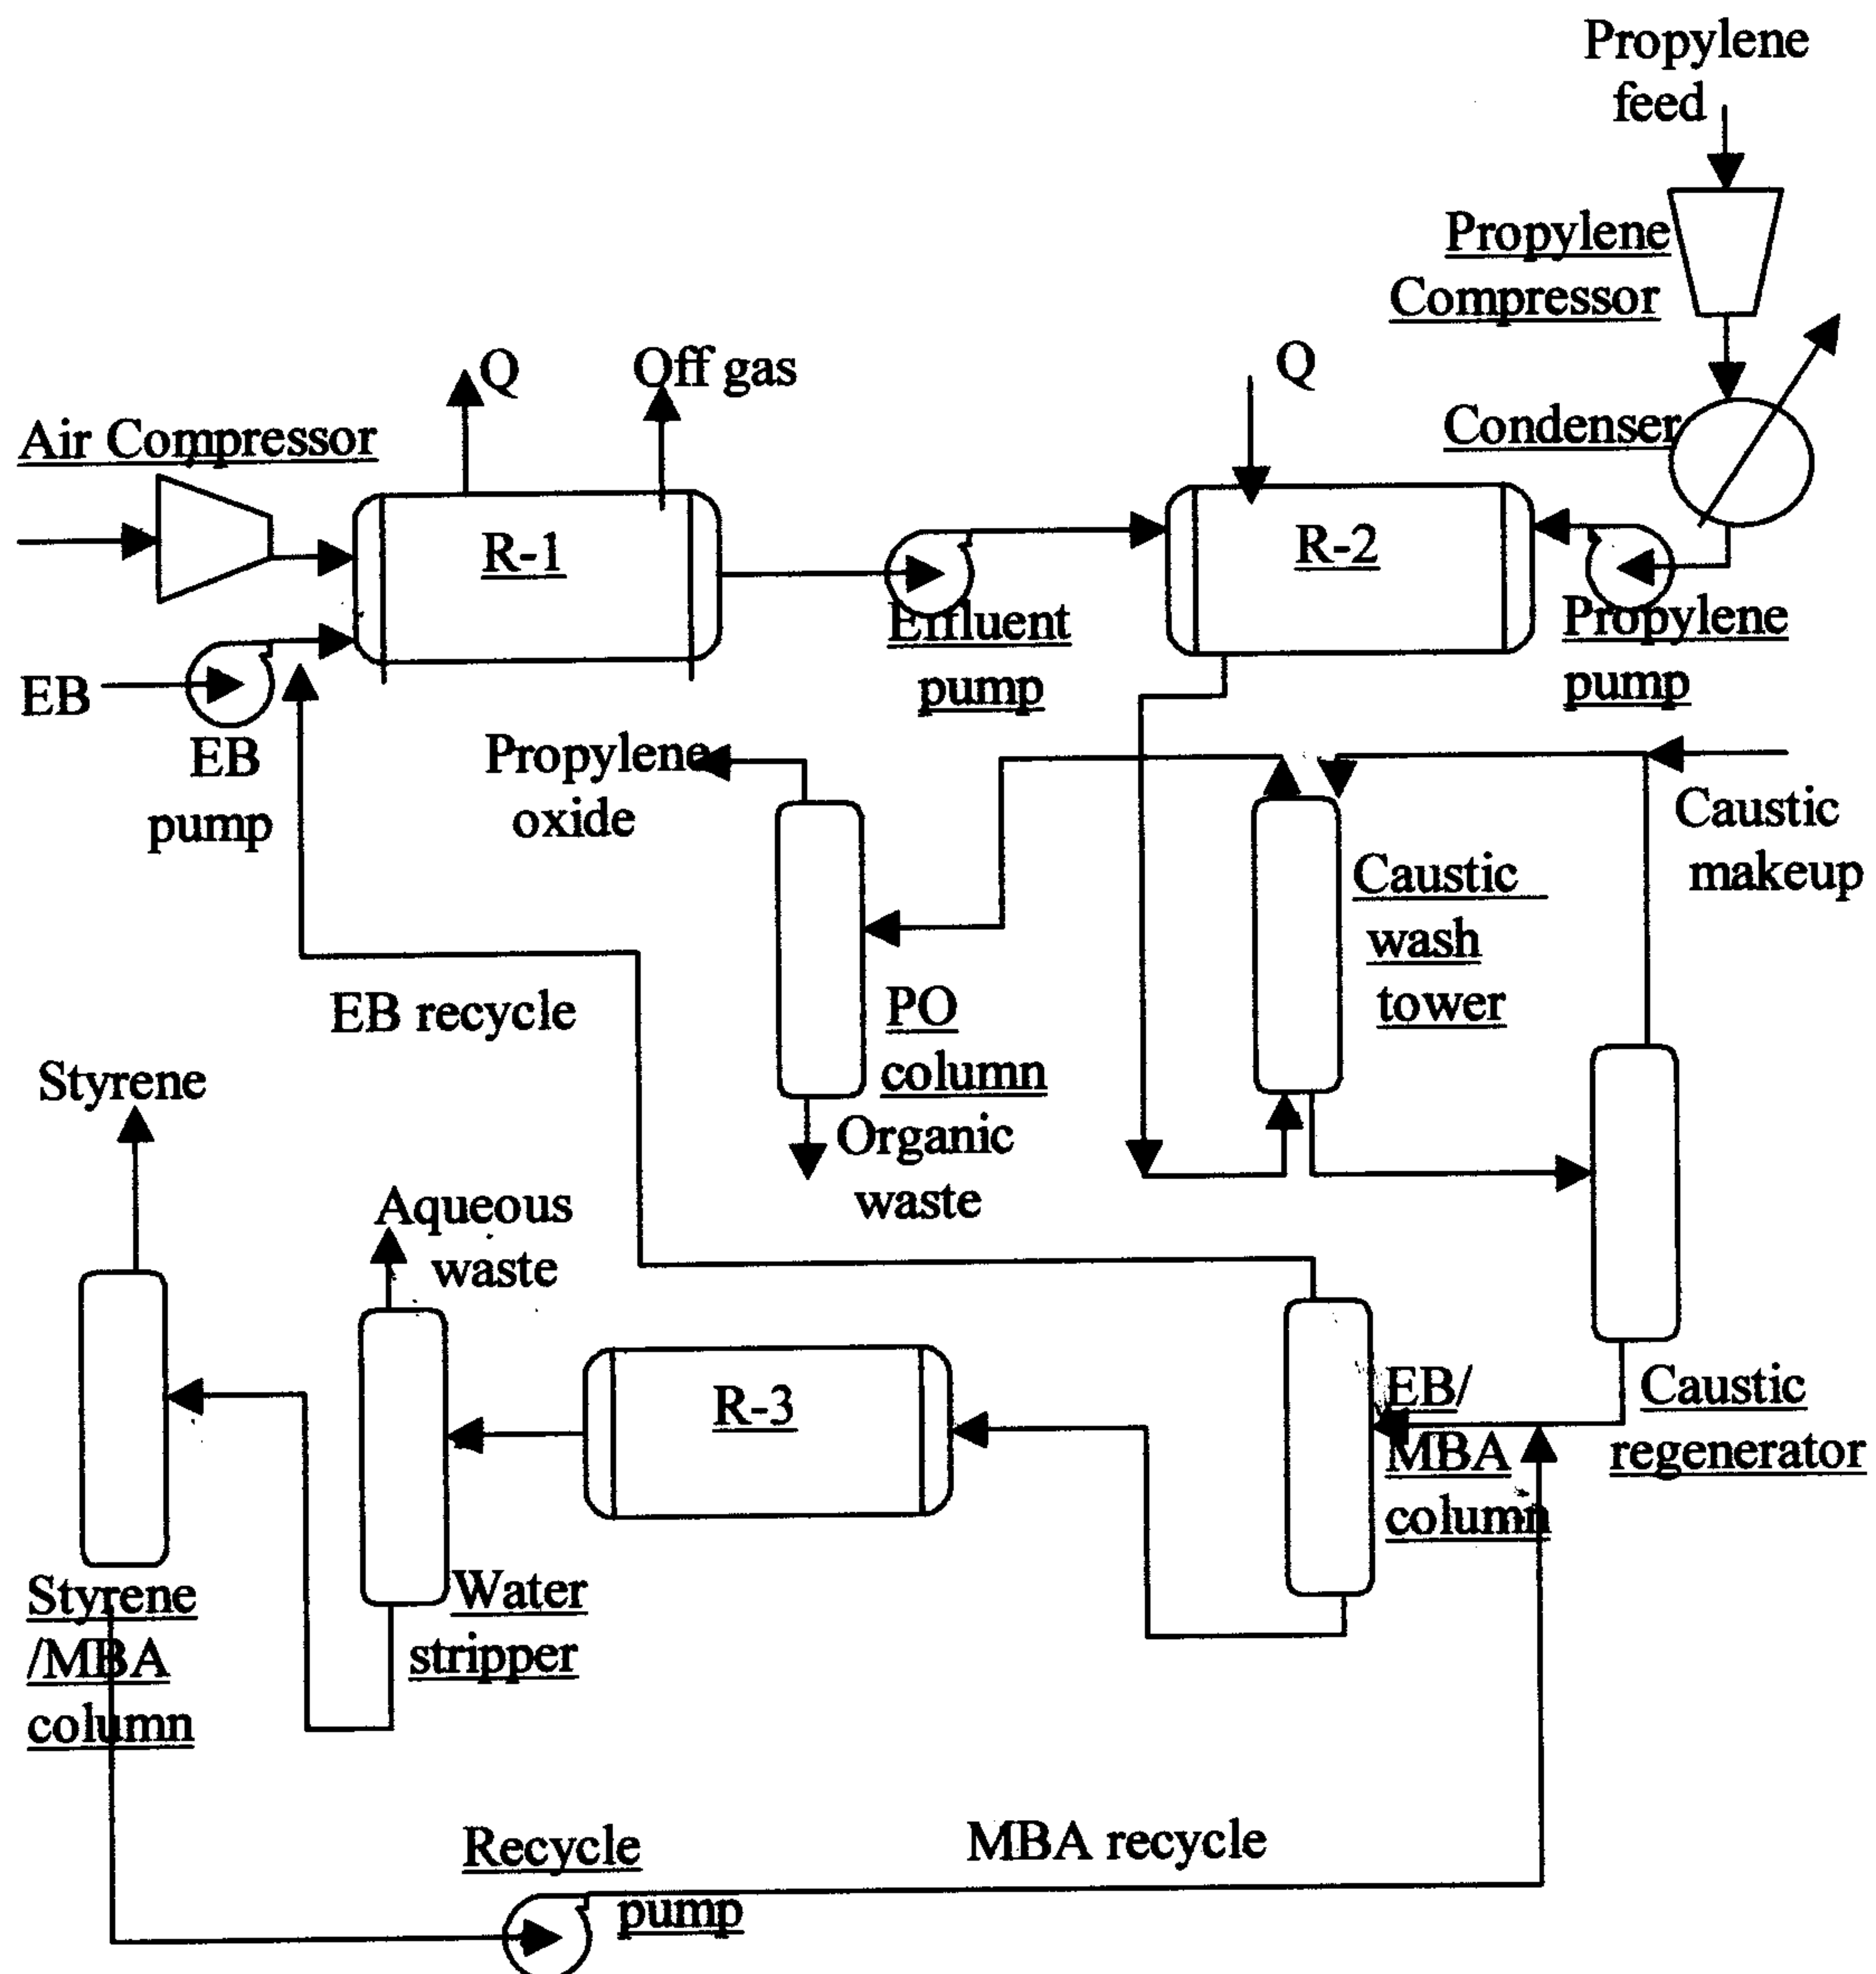 Propylene
feed
Propylene
Compressor
Q
Off gas
Q
Air Compressor
Condenser
R-1
R-2
Effluent
pump
Propylene
pump
EB
EB
pump
Propylene
oxide
Caustic
makeup
Caustic
wash
tower
EB recycle
PO
column
Styrene
Organic
waste
Aqueous
waste
R-3
EB/
MBA
column
Caustic
regenerator
Styrene
/MBA
column
Water
stripper
Recycle
pump
MBA recycle